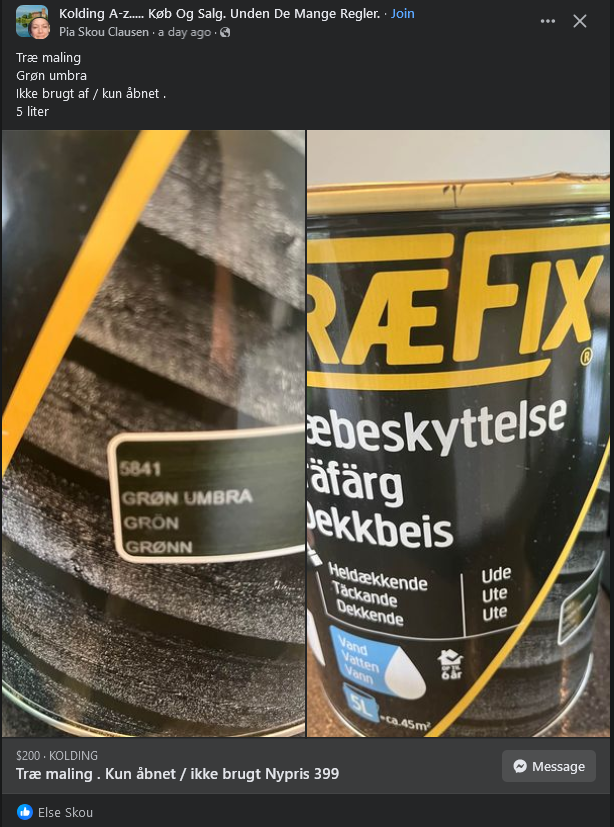 Kolding A-z..... Køb Og Salg. Unden De Mange Regler. · Join
Pia Skou Clausen · a day ago ·
Træ maling
Grøn umbra
Ikke brugt af / kun åbnet .
5 liter
5841
GRØN UMBRA
GRÖN
GRØNN
RÆFIX®
æbeskyttelse
äfärg
Dekkbeis
Heldækkende
Täckande
Dekkende
Ude
Ute
Ute
Vand
Vatten
Vann
6 år
5L
=ca.45m²
$200 · KOLDING
Træ maling . Kun åbnet / ikke brugt Nypris 399
Message
Else Skou